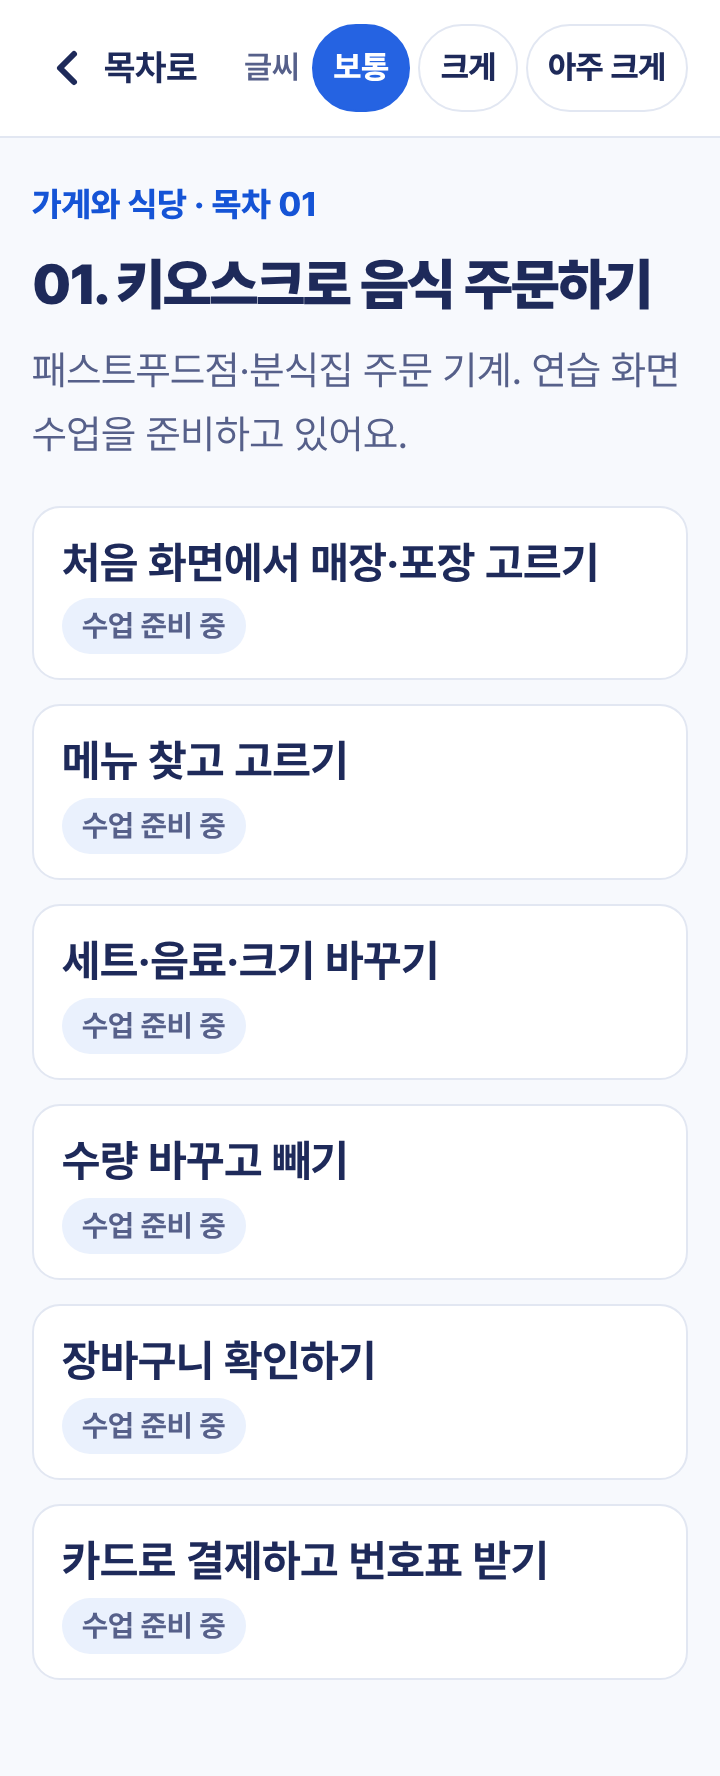 목차로 글씨 보통 크게 아주 크게
가게와 식당 · 목차 01
01. 키오스크로 음식 주문하기
패스트푸드점·분식집 주문 기계. 연습 화면
수업을 준비하고 있어요.
처음 화면에서 매장·포장 고르기
수업 준비 중
메뉴 찾고 고르기
수업 준비 중
세트·음료·크기 바꾸기
수업 준비 중
수량 바꾸고 빼기
수업 준비 중
장바구니 확인하기
수업 준비 중
카드로 결제하고 번호표 받기
수업 준비 중